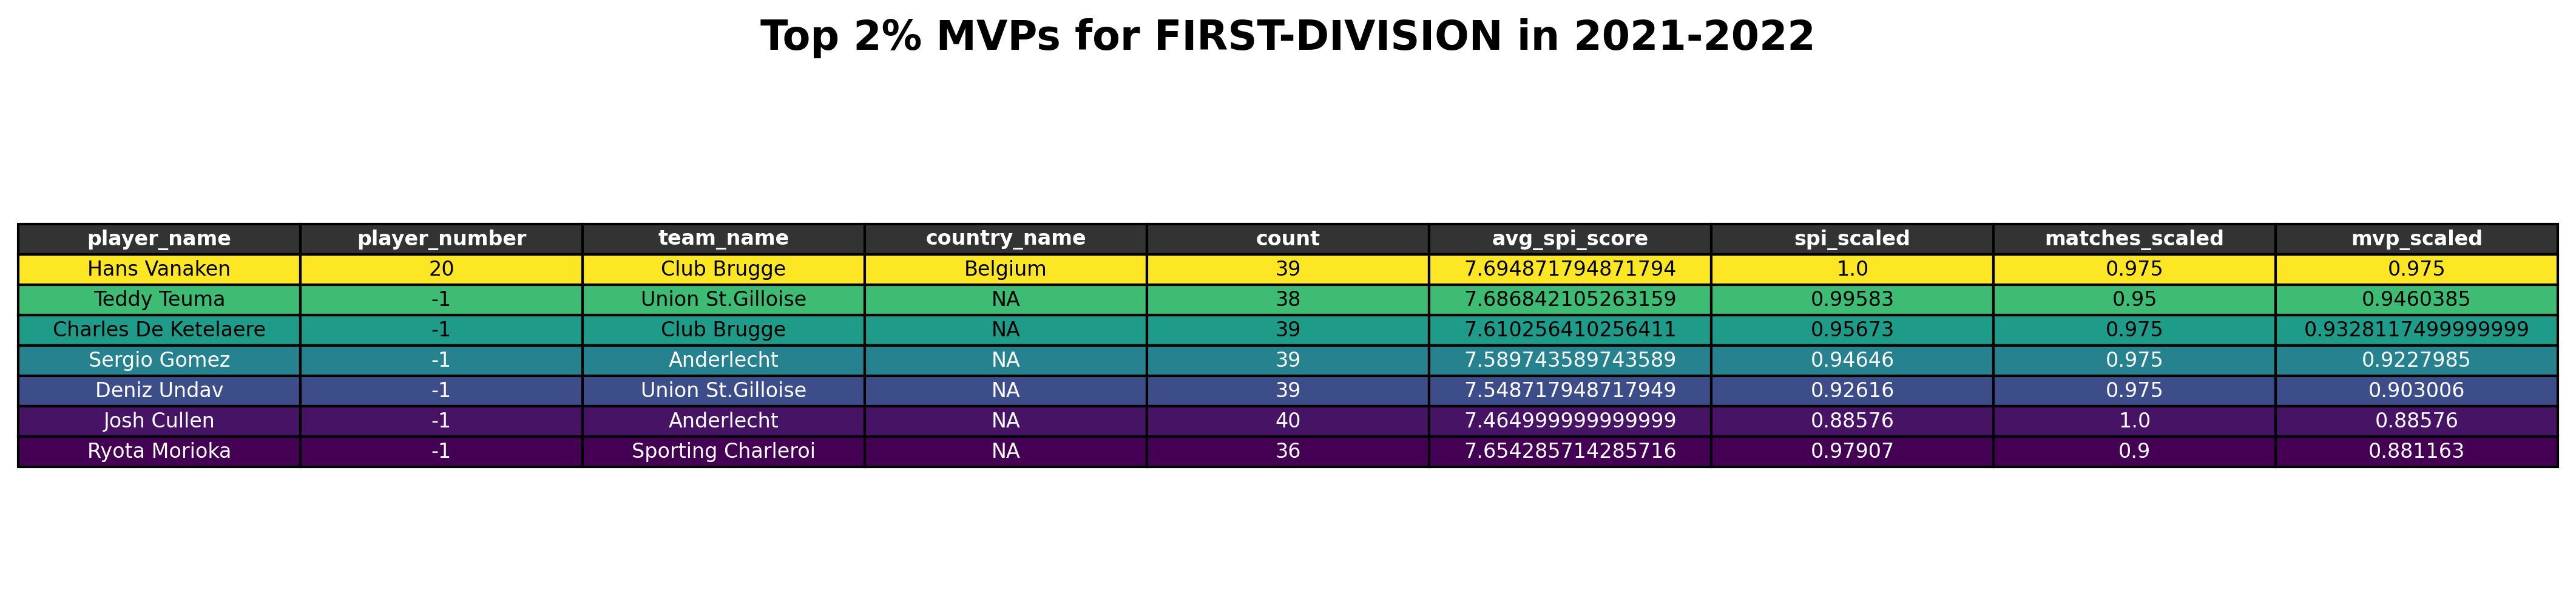 Top 2% MVPs for FIRST-DIVISION in 2021-2022
player_name player_number team_name country_name count avg_spi_score spi_scaled matches_scaled mvp_scaled
Hans Vanaken 20 Club Brugge Belgium 39 7.694871794871794 1.0 0.975 0.975
Teddy Teuma -1 Union St.Gilloise NA 38 7.686842105263159 0.99583 0.95 0.9460385
Charles De Ketelaere -1 Club Brugge NA 39 7.610256410256411 0.95673 0.975 0.9328117499999999
Sergio Gomez -1 Anderlecht NA 39 7.589743589743589 0.94646 0.975 0.9227985
Deniz Undav -1 Union St.Gilloise NA 39 7.548717948717949 0.92616 0.975 0.903006
Josh Cullen -1 Anderlecht NA 40 7.464999999999999 0.88576 1.0 0.88576
Ryota Morioka -1 Sporting Charleroi NA 36 7.654285714285716 0.97907 0.9 0.881163